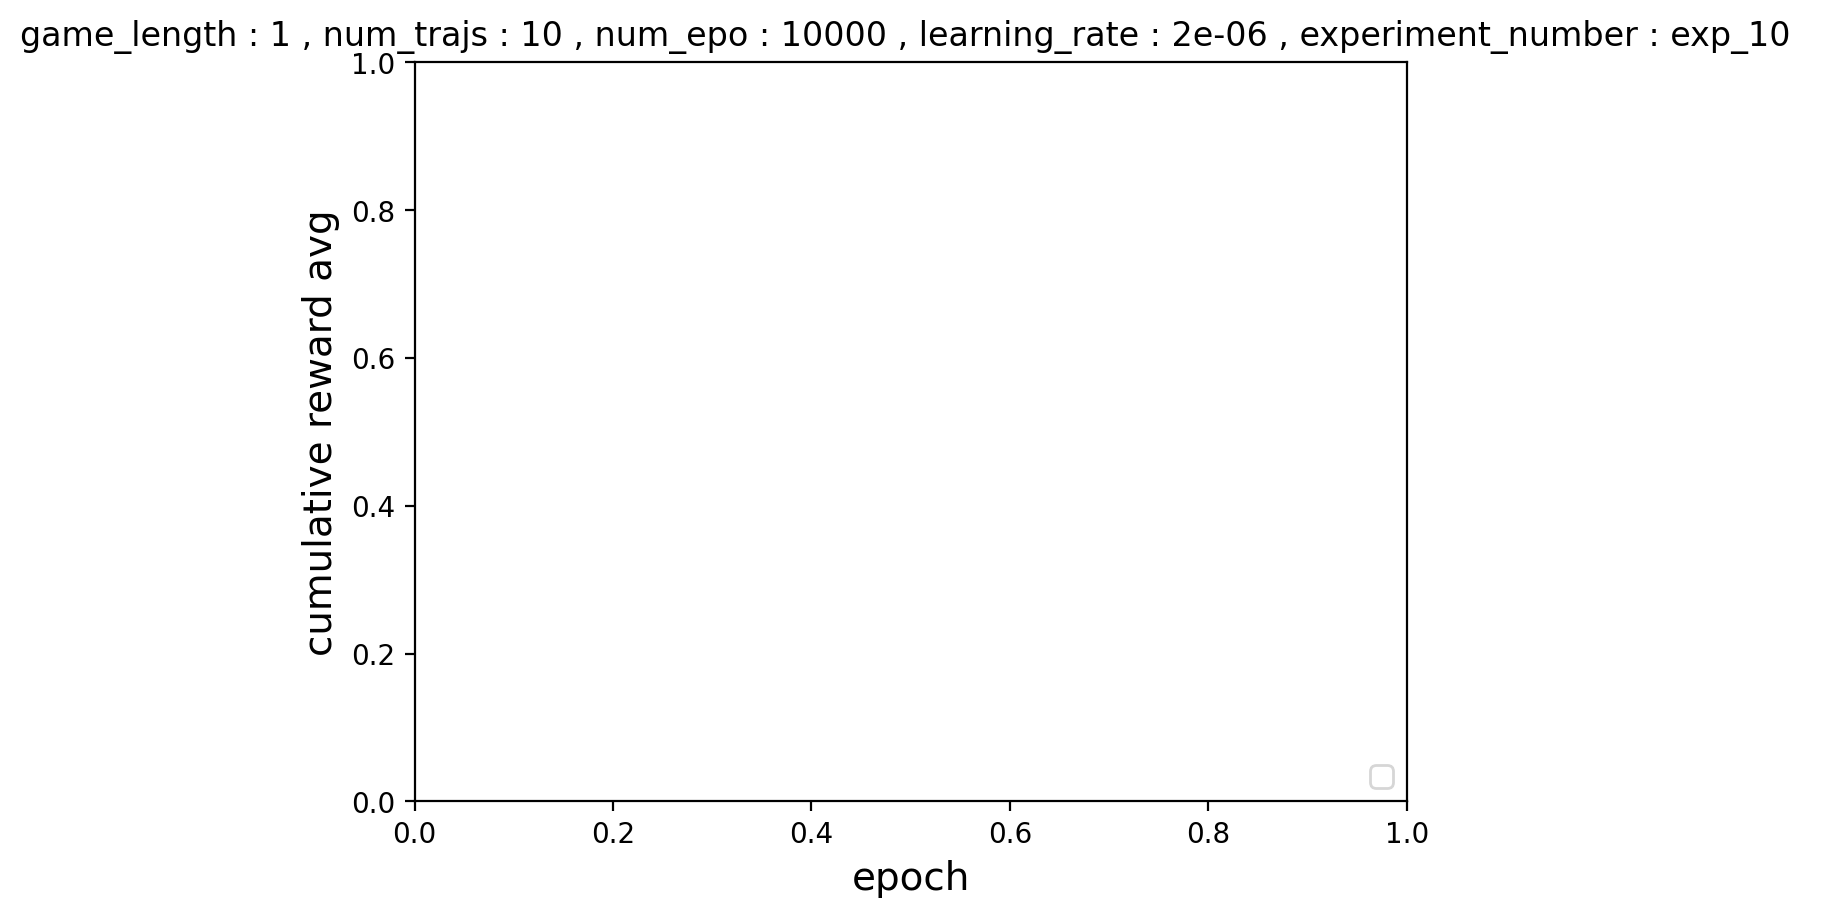 game_length : 1 , num_trajs : 10 , num_epo : 10000 , learning_rate : 2e-06 , experiment_number : exp_10
1.0
0.8
0.6
0.4
0.2
0.0
cumulative reward avg
0.0 0.2 0.4 0.6 0.8 1.0
epoch